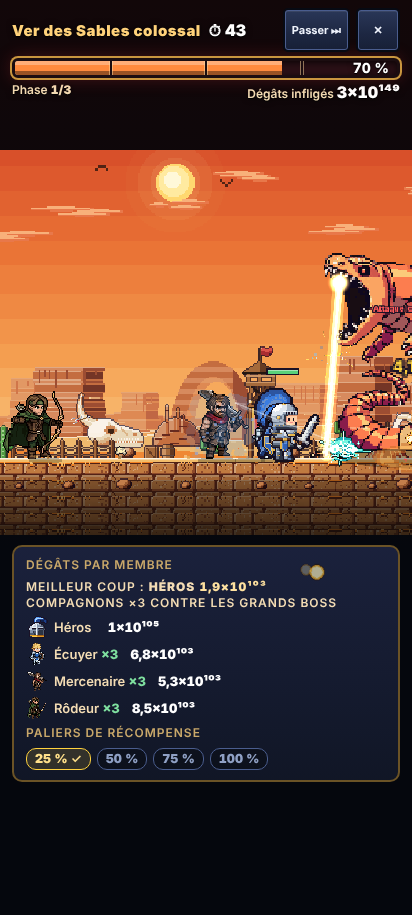 Ver des Sables colossal ⏱ 43
Passer ⏭
×
70 %
Phase 1/3
Dégâts infligés 3×10¹⁴⁹
DÉGÂTS PAR MEMBRE
MEILLEUR COUP : HÉROS 1,9×10¹⁰³
COMPAGNONS ×3 CONTRE LES GRANDS BOSS
Héros 1×10¹⁰⁵
Écuyer ×3 6,8×10¹⁰³
Mercenaire ×3 5,3×10¹⁰³
Rôdeur ×3 8,5×10¹⁰³
PALIERS DE RÉCOMPENSE
25 % ✓ 50 % 75 % 100 %